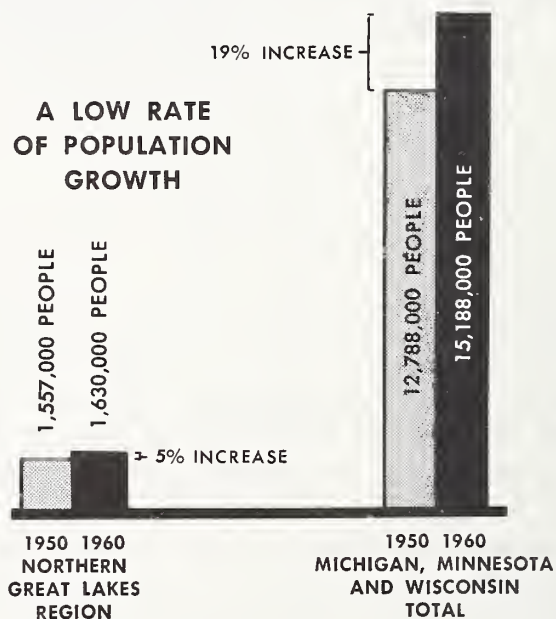 19% INCREASE
A LOW RATE
OF POPULATION
GROWTH
1,557,000 PEOPLE
1,630,000 PEOPLE
12,788,000 PEOPLE
15,188,000 PEOPLE
5% INCREASE
1950 1960
NORTHERN
GREAT LAKES
REGION
1950 1960
MICHIGAN, MINNESOTA
AND WISCONSIN
TOTAL